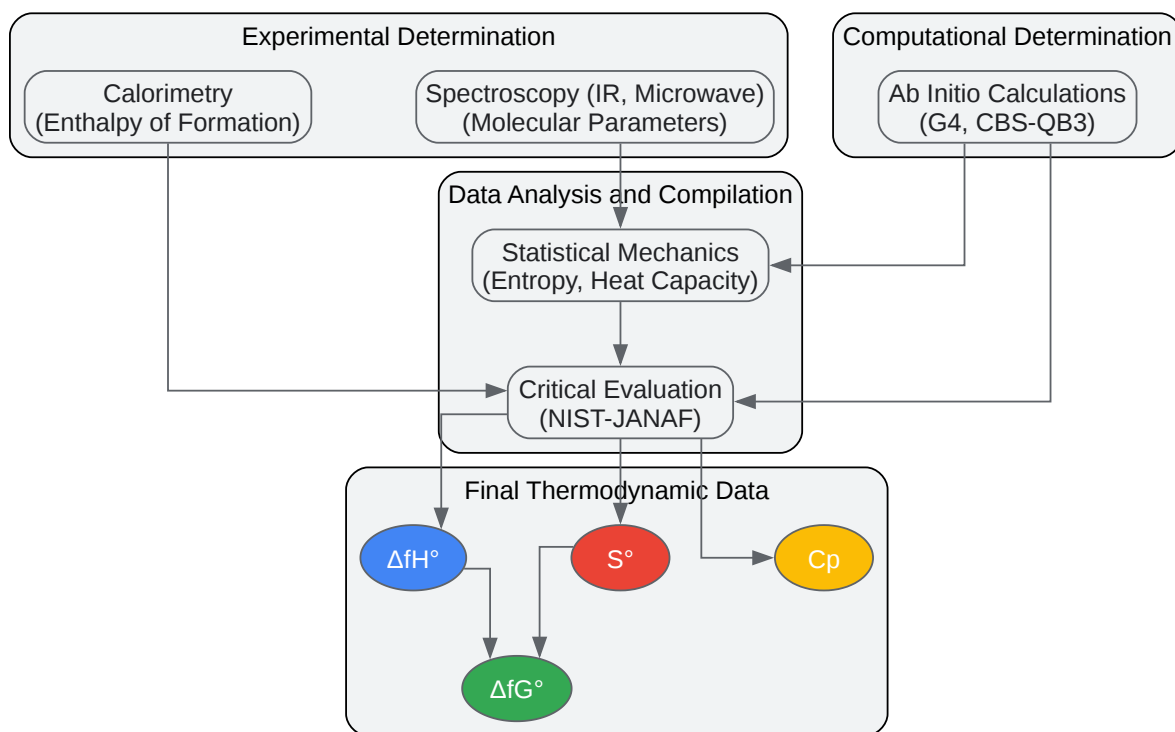 Experimental Determination
Computational Determination
Calorimetry
(Enthalpy of Formation)
Spectroscopy (IR, Microwave)
(Molecular Parameters)
Ab Initio Calculations
(G4, CBS-QB3)
Data Analysis and Compilation
Statistical Mechanics
(Entropy, Heat Capacity)
Critical Evaluation
(NIST-JANAF)
Final Thermodynamic Data
ΔfH°
S°
Cp
ΔfG°